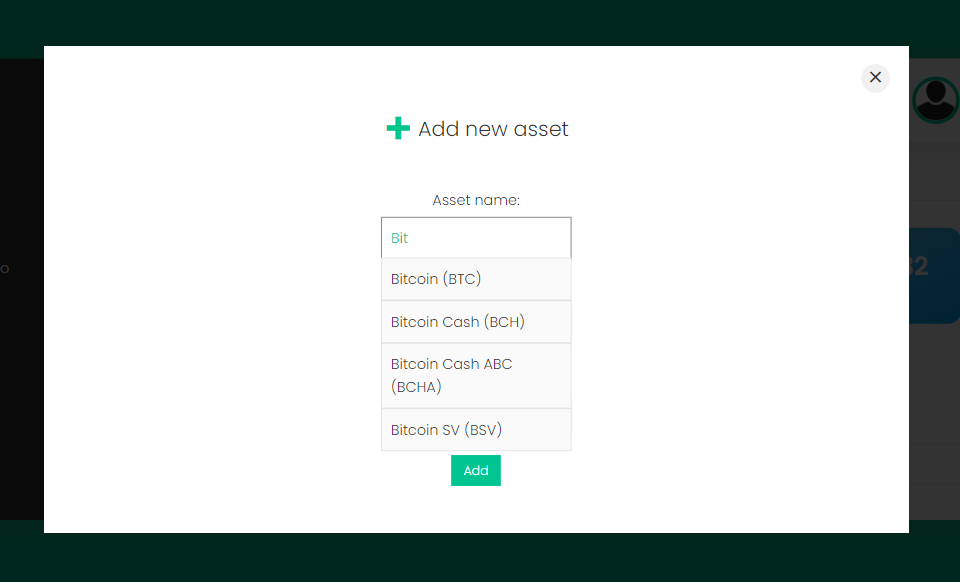 Add new asset
Asset name:
Bit
Bitcoin (BTC)
Bitcoin Cash (BCH)
Bitcoin Cash ABC
(BCHA)
Bitcoin SV (BSV)
Add